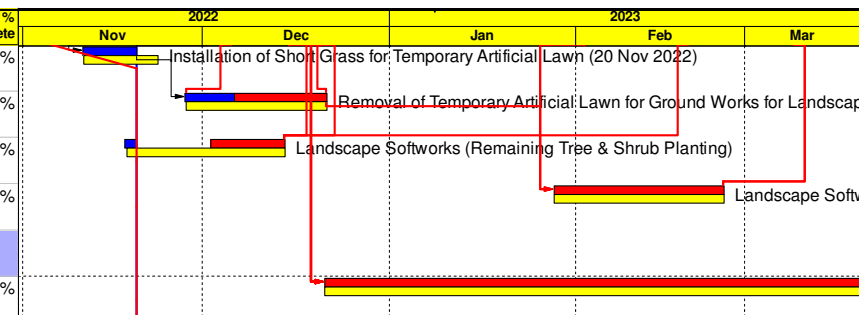 % 2022 2023
ete Nov Dec Jan Feb Mar
% Installation of Short Grass for Temporary Artificial Lawn (20 Nov 2022)
% Removal of Temporary Artificial Lawn for Ground Works for Landscap
% Landscape Softworks (Remaining Tree & Shrub Planting)
% Landscape Softw
%